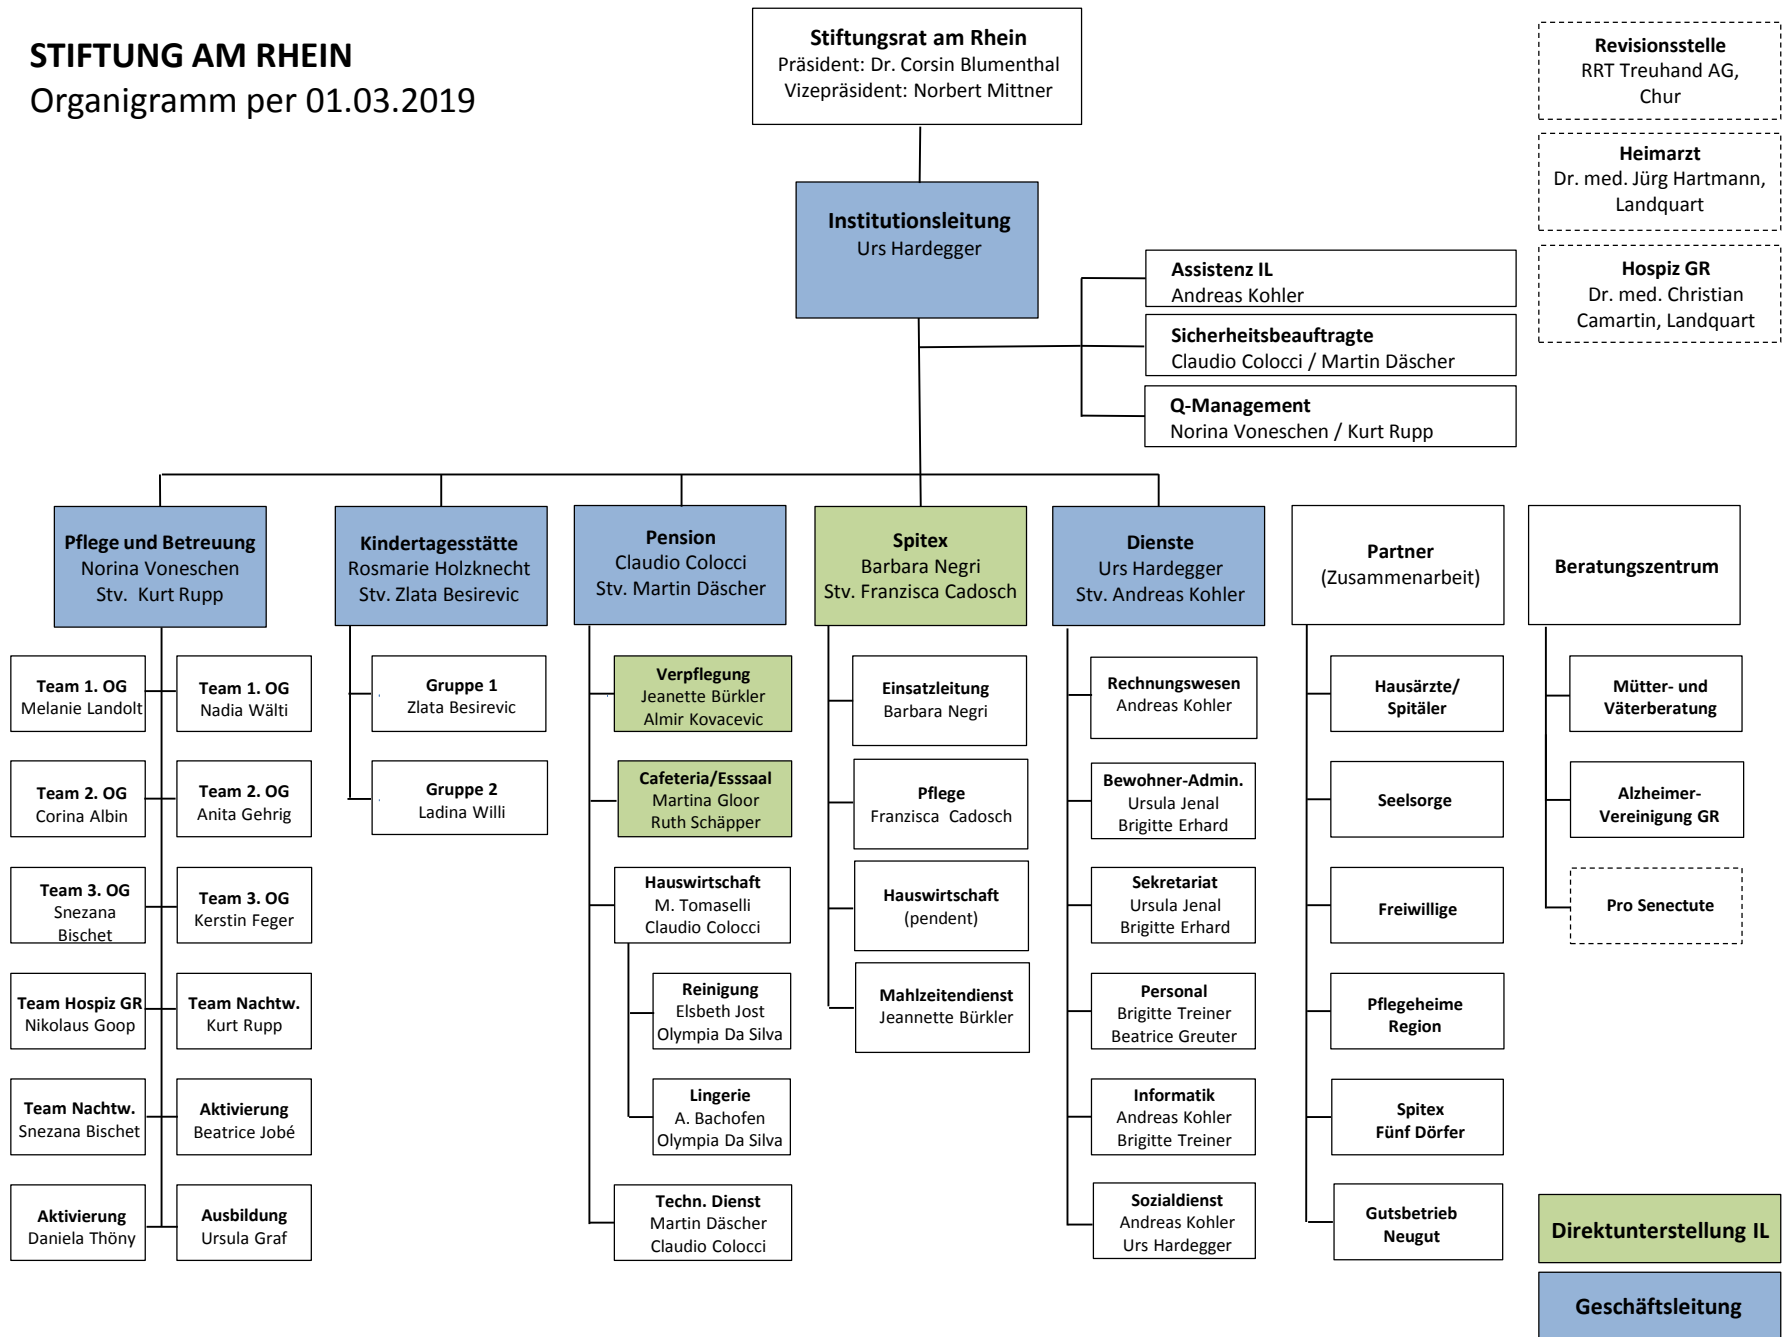 STIFTUNG AM RHEIN
Organigramm per 01.03.2019
Stiftungsrat am Rhein
Präsident: Dr. Corsin Blumenthal
Vizepräsident: Norbert Mittner
Revisionsstelle
RRT Treuhand AG,
Chur
Heimarzt
Dr. med. Jürg Hartmann,
Landquart
Hospiz GR
Dr. med. Christian
Camartin, Landquart
Institutionsleitung
Urs Hardegger
Assistenz IL
Andreas Kohler
Sicherheitsbeauftragte
Claudio Colocci / Martin Däscher
Q-Management
Norina Voneschen / Kurt Rupp
Pflege und Betreuung
Norina Voneschen
Stv. Kurt Rupp
Team 1. OG
Melanie Landolt
Team 1. OG
Nadia Wälti
Team 2. OG
Corina Albin
Team 2. OG
Anita Gehrig
Team 3. OG
Snezana
Bischet
Team 3. OG
Kerstin Feger
Team Hospiz GR
Nikolaus Goop
Team Nachtw.
Kurt Rupp
Team Nachtw.
Snezana Bischet
Aktivierung
Beatrice Jobé
Aktivierung
Daniela Thöny
Ausbildung
Ursula Graf
Kindertagesstätte
Rosmarie Holzknecht
Stv. Zlata Besirevic
Gruppe 1
Zlata Besirevic
Gruppe 2
Ladina Willi
Pension
Claudio Colocci
Stv. Martin Däscher
Verpflegung
Jeanette Bürkler
Almir Kovacevic
Cafeteria/Esssaal
Martina Gloor
Ruth Schäpper
Hauswirtschaft
M. Tomaselli
Claudio Colocci
Reinigung
Elsbeth Jost
Olympia Da Silva
Lingerie
A. Bachofen
Olympia Da Silva
Techn. Dienst
Martin Däscher
Claudio Colocci
Spitex
Barbara Negri
Stv. Franzisca Cadosch
Einsatzleitung
Barbara Negri
Pflege
Franzisca Cadosch
Hauswirtschaft
(pendent)
Mahlzeitendienst
Jeannette Bürkler
Dienste
Urs Hardegger
Stv. Andreas Kohler
Rechnungswesen
Andreas Kohler
Bewohner-Admin.
Ursula Jenal
Brigitte Erhard
Sekretariat
Ursula Jenal
Brigitte Erhard
Personal
Brigitte Treiner
Beatrice Greuter
Informatik
Andreas Kohler
Brigitte Treiner
Sozialdienst
Andreas Kohler
Urs Hardegger
Partner
(Zusammenarbeit)
Hausärzte/
Spitäler
Seelsorge
Freiwillige
Pflegeheime
Region
Spitex
Fünf Dörfer
Gutsbetrieb
Neugut
Beratungszentrum
Mütter- und
Väterberatung
Alzheimer-
Vereinigung GR
Pro Senectute
Direktunterstellung IL
Geschäftsleitung